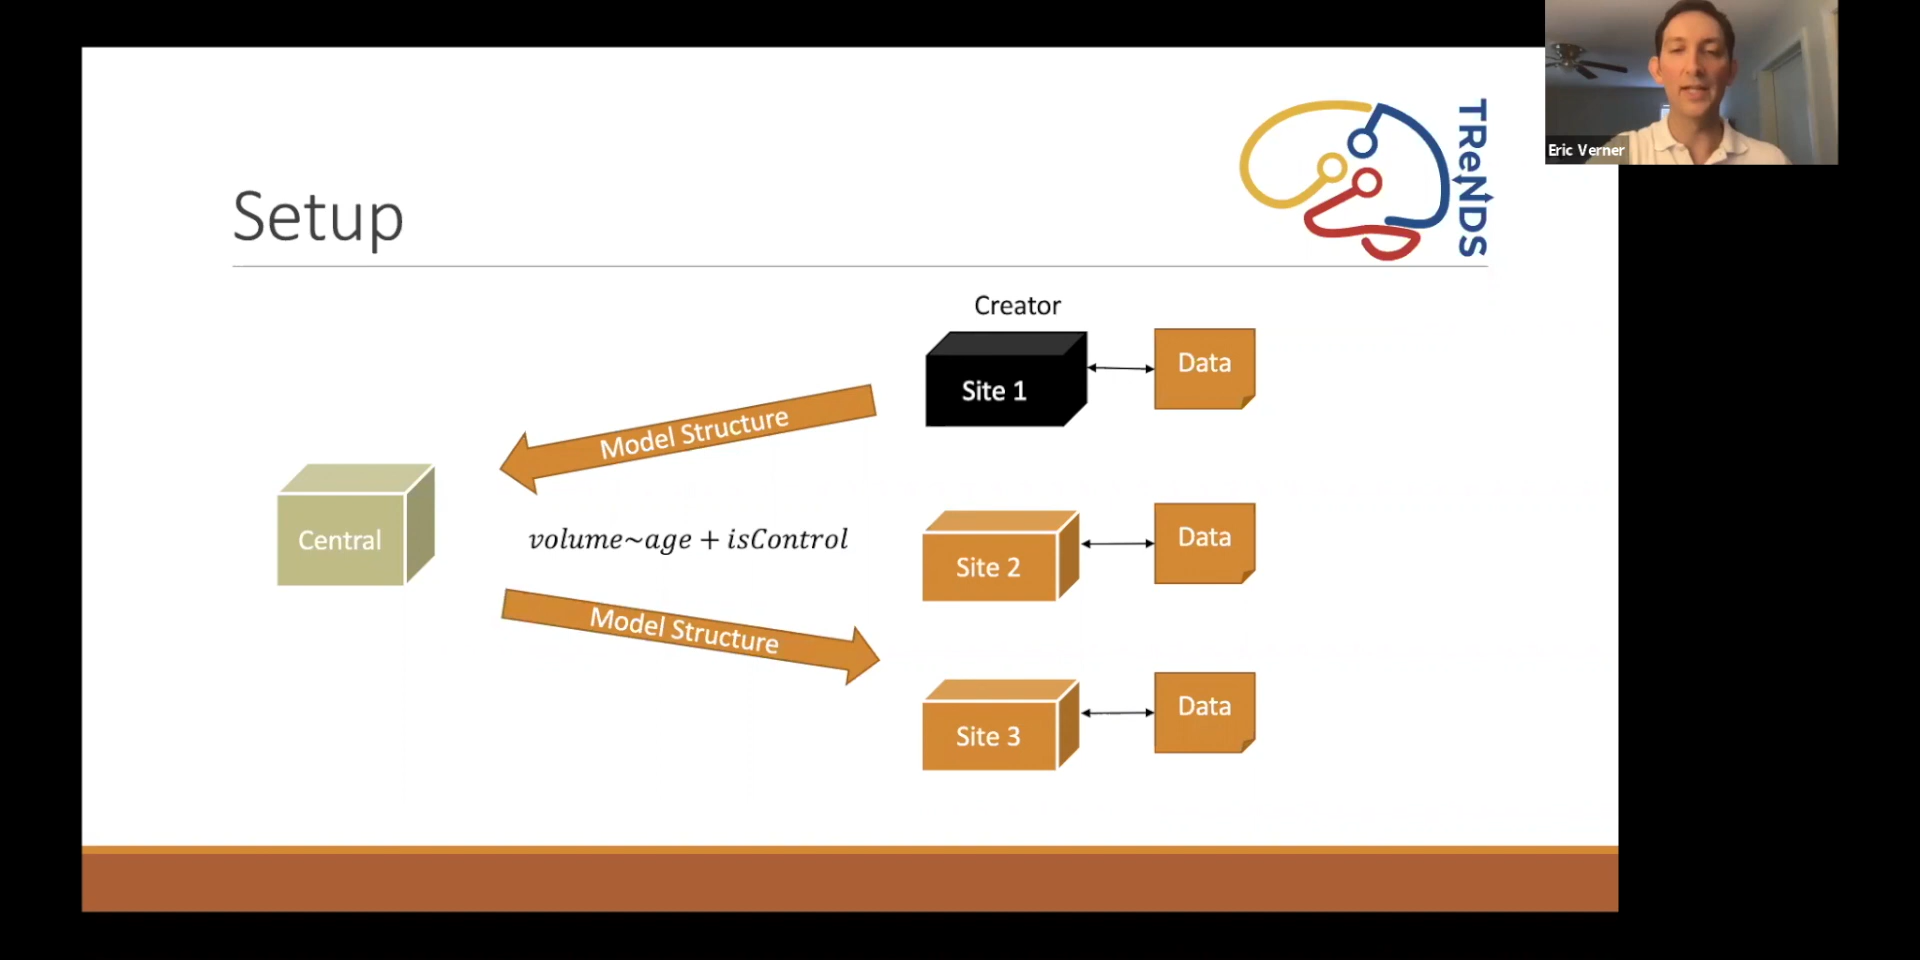 Eric Verner
TReNDS
Setup
Creator
Site 1
Data
Model Structure
Central
volume~age + isControl
Site 2
Data
Model Structure
Site 3
Data